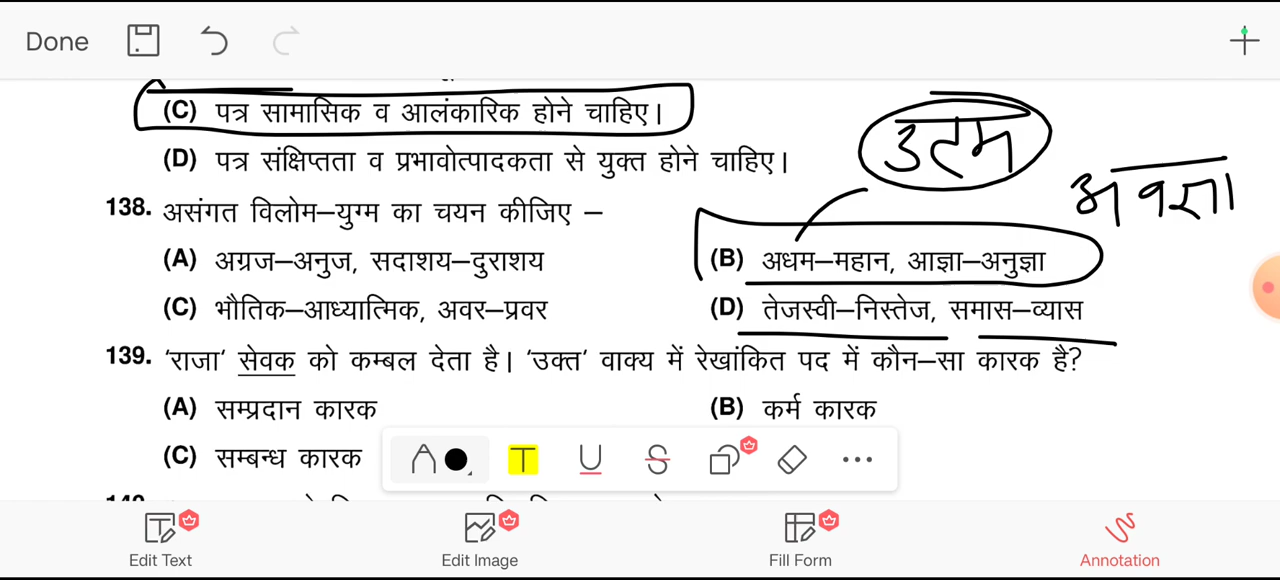 Done
(C) पत्र सामासिक व आलंकारिक होने चाहिए।
उत्म
(D) पत्र संक्षिप्तता व प्रभावोत्पादकता से युक्त होने चाहिए।
अवज्ञा
138. असंगत विलोम–युग्म का चयन कीजिए –
(A) अग्रज–अनुज, सदाशय–दुराशय
(B) अधम–महान, आज्ञा–अनुज्ञा
(C) भौतिक–आध्यात्मिक, अवर–प्रवर
(D) तेजस्वी–निस्तेज, समास–व्यास
139. 'राजा' सेवक को कम्बल देता है। 'उक्त' वाक्य में रेखांकित पद में कौन–सा कारक है?
(A) सम्प्रदान कारक
(B) कर्म कारक
(C) सम्बन्ध कारक
Edit Text
Edit Image
Fill Form
Annotation